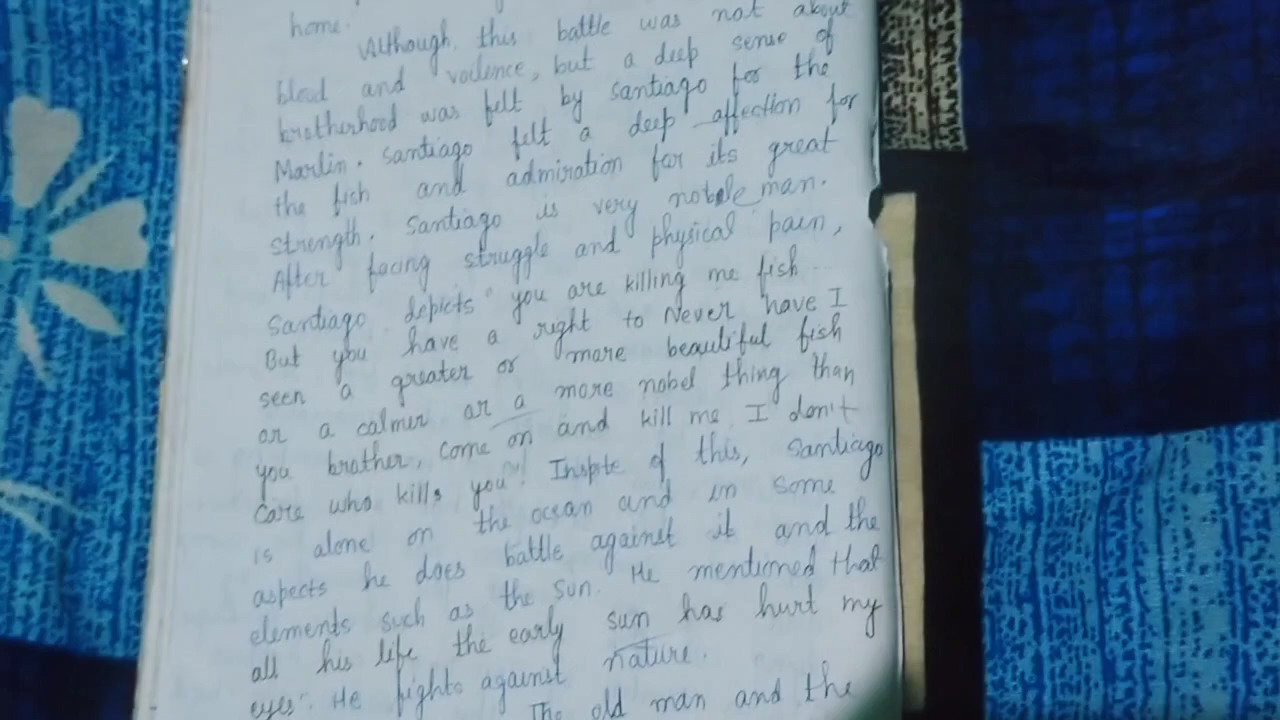 home.
Although, this battle was not about
blood and voilence, but a deep sense of
brotherhood was felt by santiago for the
Marlin. santiago felt a deep affection for
the fish and admiration for its great
strength. Santiago is very notble man.
After facing struggle and physical pain,
Santiago depicts "you are killing me fish
But you have a right to Never have I
seen a greater or more beautiful fish
or a calmer or a more nobel thing than
you brother, come on and kill me I don't
care who kills you". Inspite of this, Santiago
is alone on the ocean and in some
aspects he does battle against it and the
elements such as the sun. He mentioned that
all his life the early sun has hurt my
eyes". He fights against nature.
The old man and the